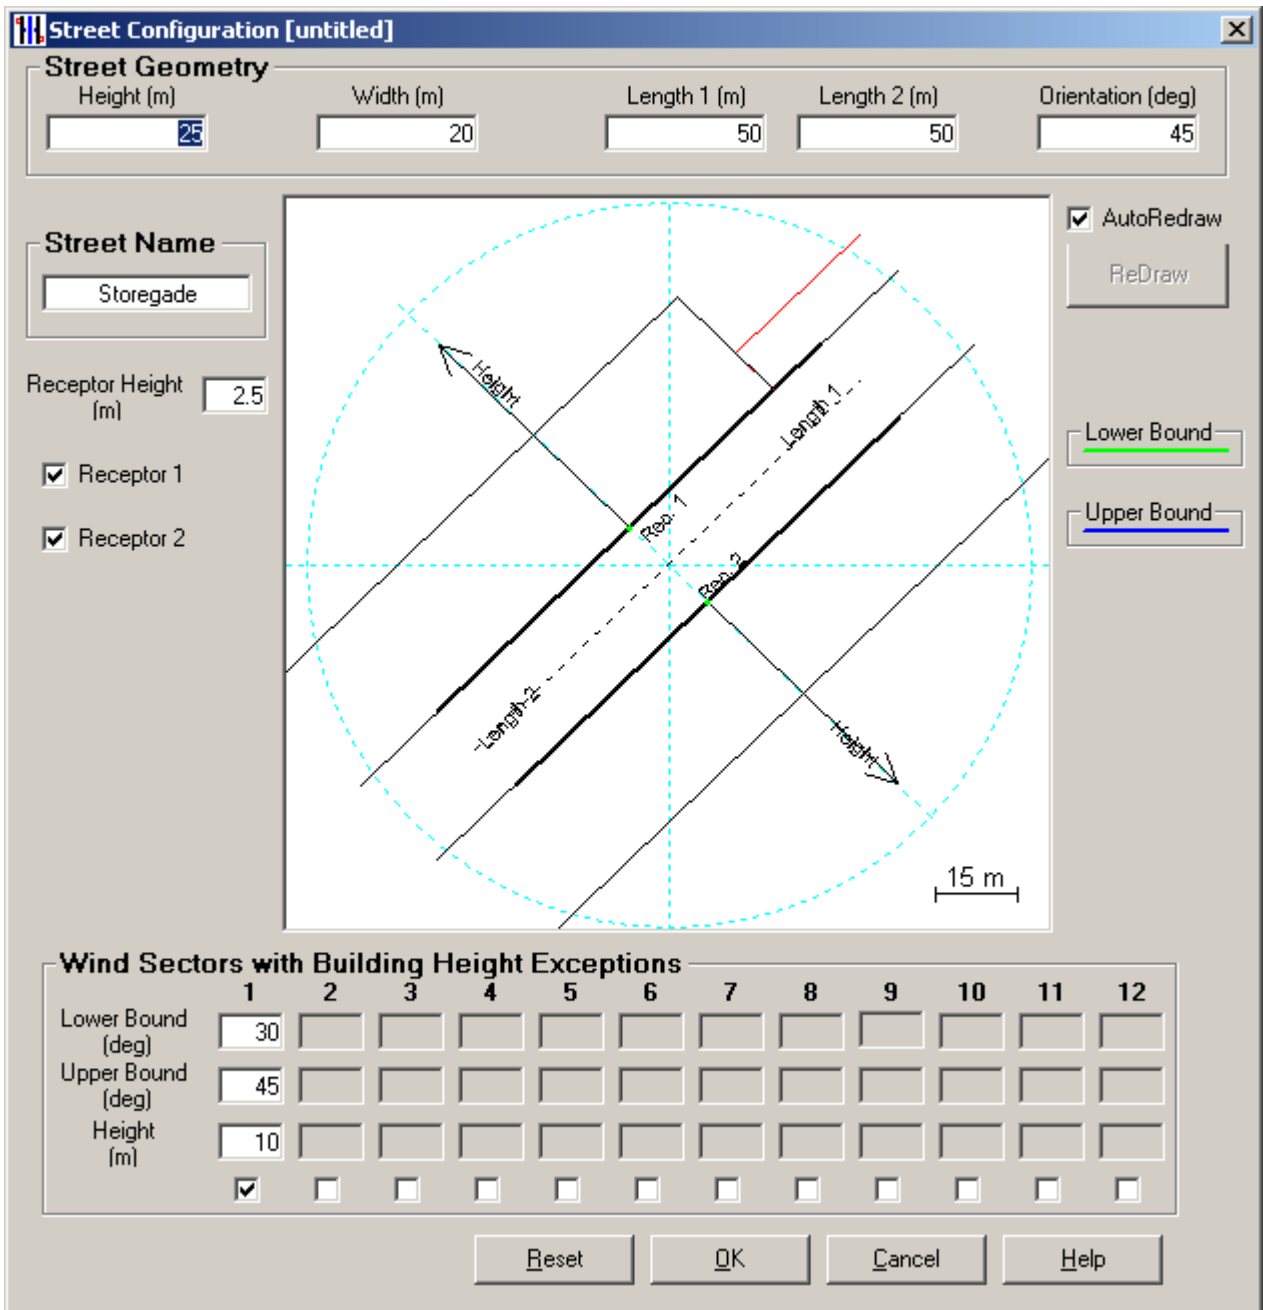 Street Configuration [untitled]
Street Geometry
Height (m) Width (m) Length 1 (m) Length 2 (m) Orientation (deg)
25 20 50 50 45
Street Name
Storegade
Receptor Height
(m)
2.5
Receptor 1
Receptor 2
Height
Length 1
Rec. 1
Rec. 2
Length 2
Height
15 m
AutoRedraw
ReDraw
Lower Bound
Upper Bound
Wind Sectors with Building Height Exceptions
1 2 3 4 5 6 7 8 9 10 11 12
Lower Bound
(deg)
30
Upper Bound
(deg)
45
Height
(m)
10
Reset OK Cancel Help